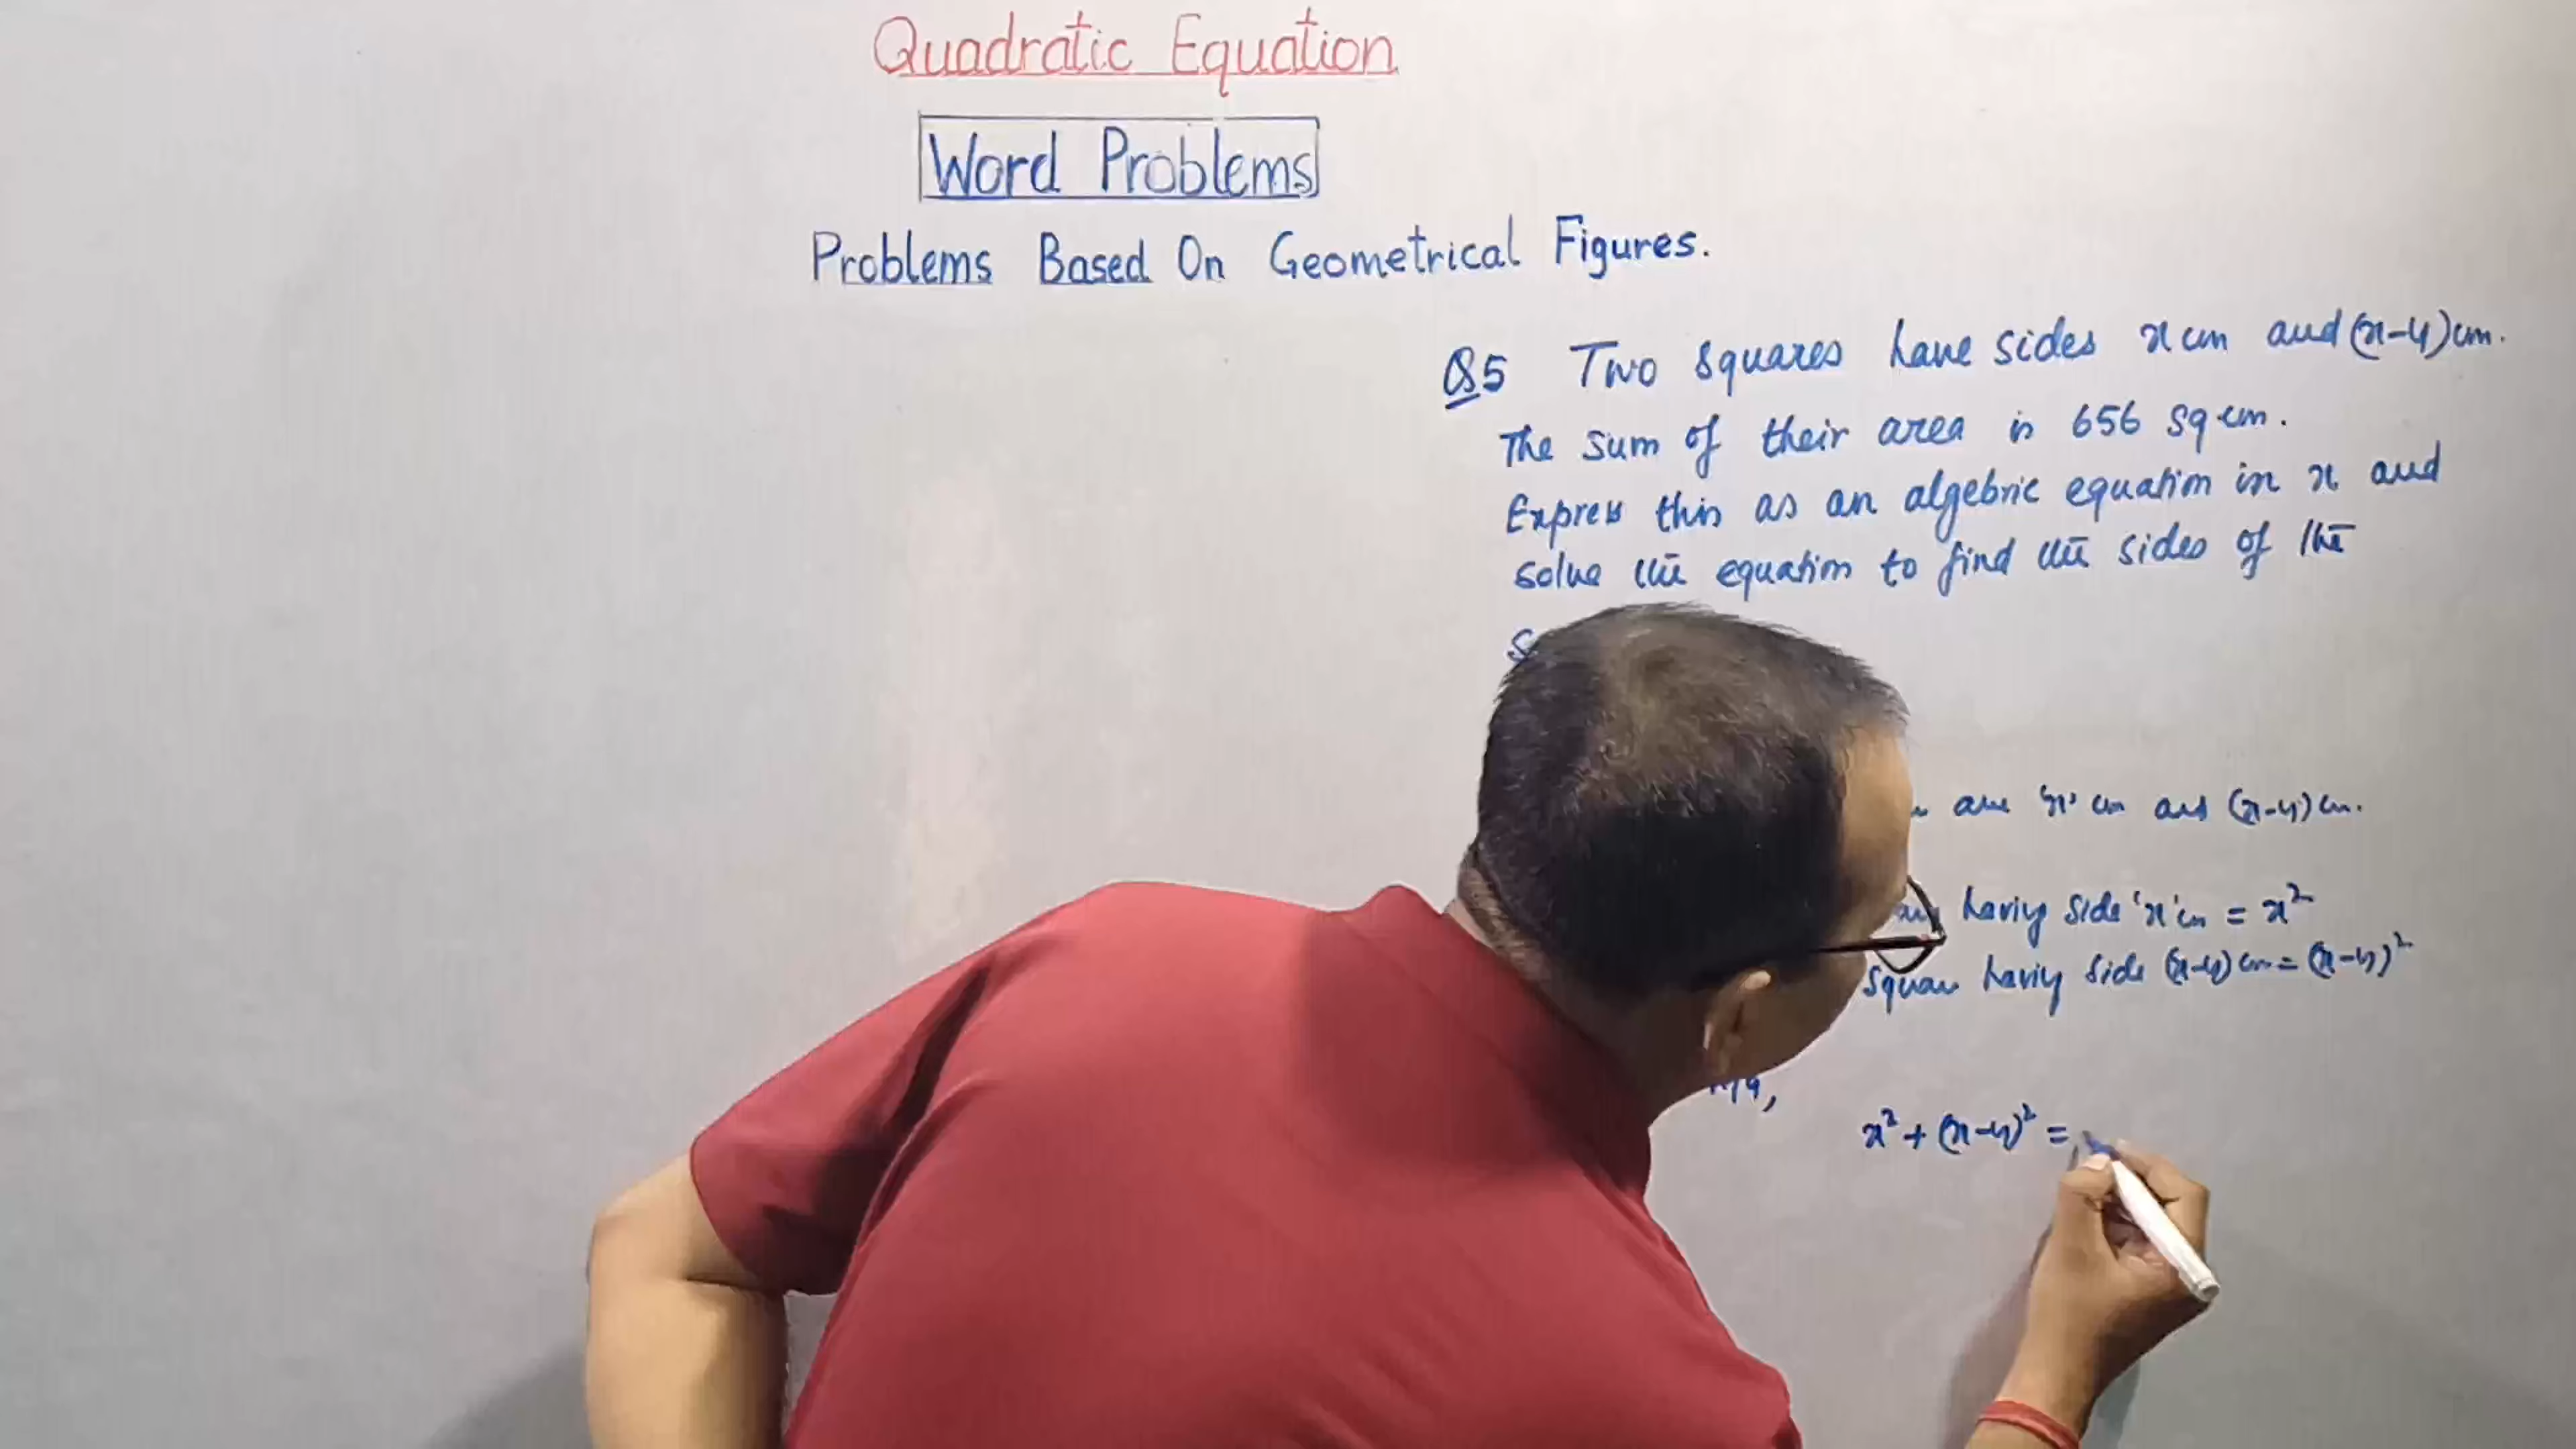 Quadratic Equation
Word Problems
Problems Based On Geometrical Figures.
Q5 Two squares have sides x cm and (x-4)cm.
The sum of their area is 656 sq cm.
Express this as an algebric equation in x and
solve the equation to find the sides of the
are 'x' cm and (x-4)cm.
having side 'x'cm = x²
square having side (x-4)cm = (x-4)²
x² + (x-4)² =